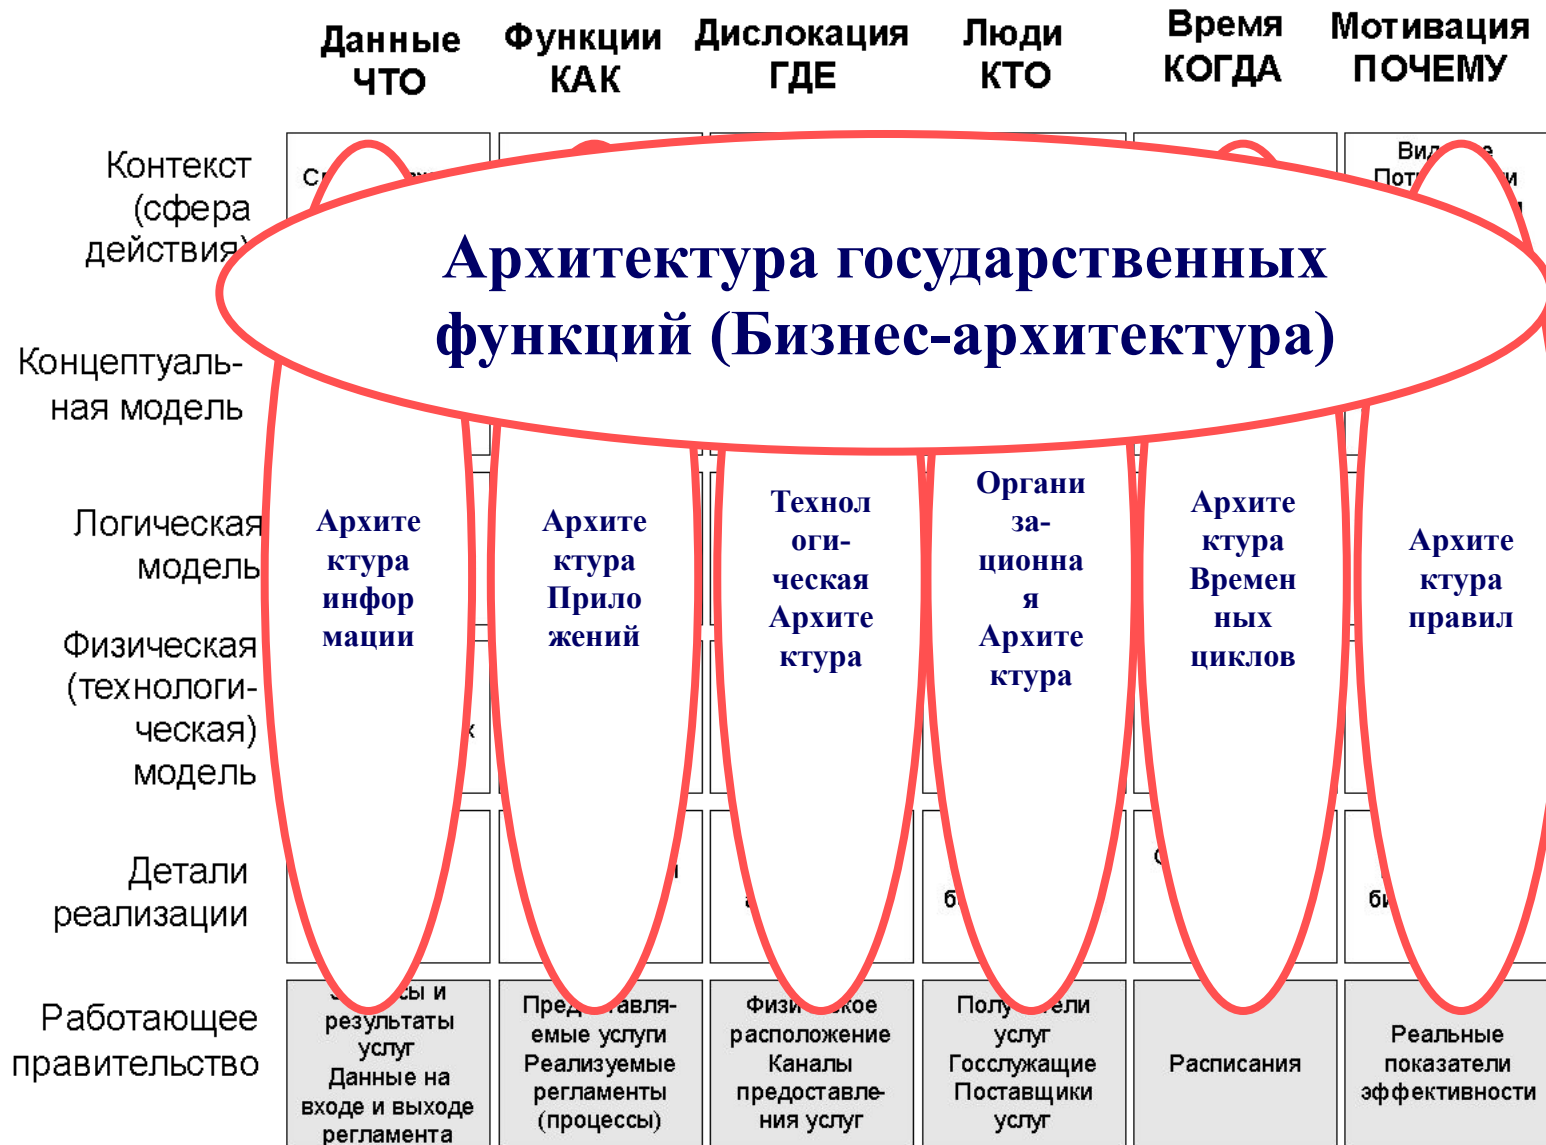 Данные
ЧТО
Функции
КАК
Дислокация
ГДЕ
Люди
КТО
Время
КОГДА
Мотивация
ПОЧЕМУ
Контекст
(сфера
действия)
Архитектура государственных
функций (Бизнес-архитектура)
Концептуаль-
ная модель
Логическая
модель
Физическая
(технологи-
ческая)
модель
Архите
ктура
инфор
мации
Архите
ктура
Прило
жений
Технол
оги-
ческая
Архите
ктура
Органи
за-
ционна
я
Архите
ктура
Архите
ктура
Времен
ных
циклов
Архите
ктура
правил
Детали
реализации
Работающее
правительство
и
результаты
услуг
Данные на
входе и выходе
регламента
емые услуги
Реализуемые
регламенты
(процессы)
расположение
Каналы
предоставле-
ния услуг
услуг
Госслужащие
Поставщики
услуг
Расписания
Реальные
показатели
эффективности